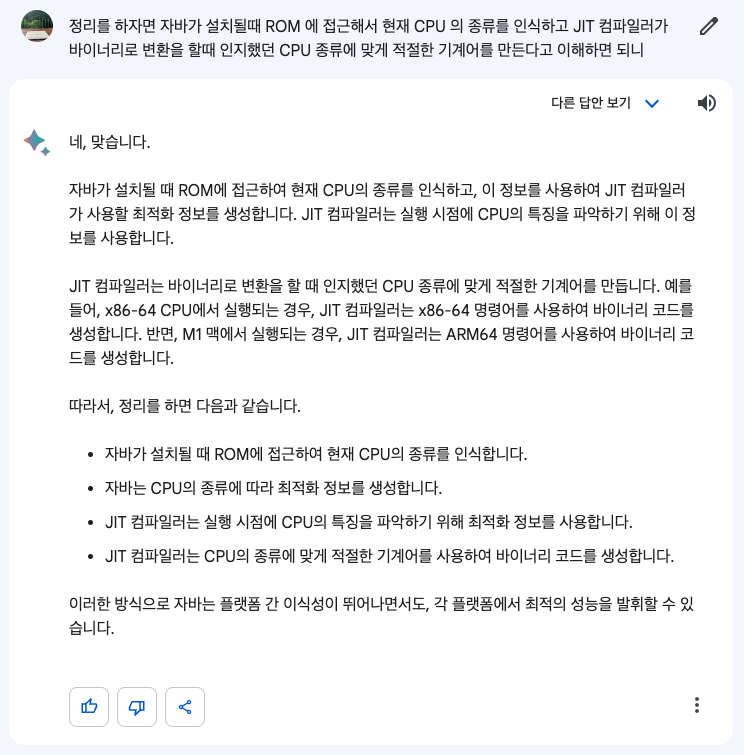 정리를 하자면 자바가 설치될때 ROM 에 접근해서 현재 CPU 의 종류를 인식하고 JIT 컴파일러가
바이너리로 변환을 할때 인지했던 CPU 종류에 맞게 적절한 기계어를 만든다고 이해하면 되니
다른 답안 보기
네, 맞습니다.
자바가 설치될 때 ROM에 접근하여 현재 CPU의 종류를 인식하고, 이 정보를 사용하여 JIT 컴파일러
가 사용할 최적화 정보를 생성합니다. JIT 컴파일러는 실행 시점에 CPU의 특징을 파악하기 위해 이 정
보를 사용합니다.
JIT 컴파일러는 바이너리로 변환을 할 때 인지했던 CPU 종류에 맞게 적절한 기계어를 만듭니다. 예를
들어, x86-64 CPU에서 실행되는 경우, JIT 컴파일러는 x86-64 명령어를 사용하여 바이너리 코드를
생성합니다. 반면, M1 맥에서 실행되는 경우, JIT 컴파일러는 ARM64 명령어를 사용하여 바이너리 코
드를 생성합니다.
따라서, 정리를 하면 다음과 같습니다.
• 자바가 설치될 때 ROM에 접근하여 현재 CPU의 종류를 인식합니다.
• 자바는 CPU의 종류에 따라 최적화 정보를 생성합니다.
• JIT 컴파일러는 실행 시점에 CPU의 특징을 파악하기 위해 최적화 정보를 사용합니다.
• JIT 컴파일러는 CPU의 종류에 맞게 적절한 기계어를 사용하여 바이너리 코드를 생성합니다.
이러한 방식으로 자바는 플랫폼 간 이식성이 뛰어나면서도, 각 플랫폼에서 최적의 성능을 발휘할 수 있
습니다.